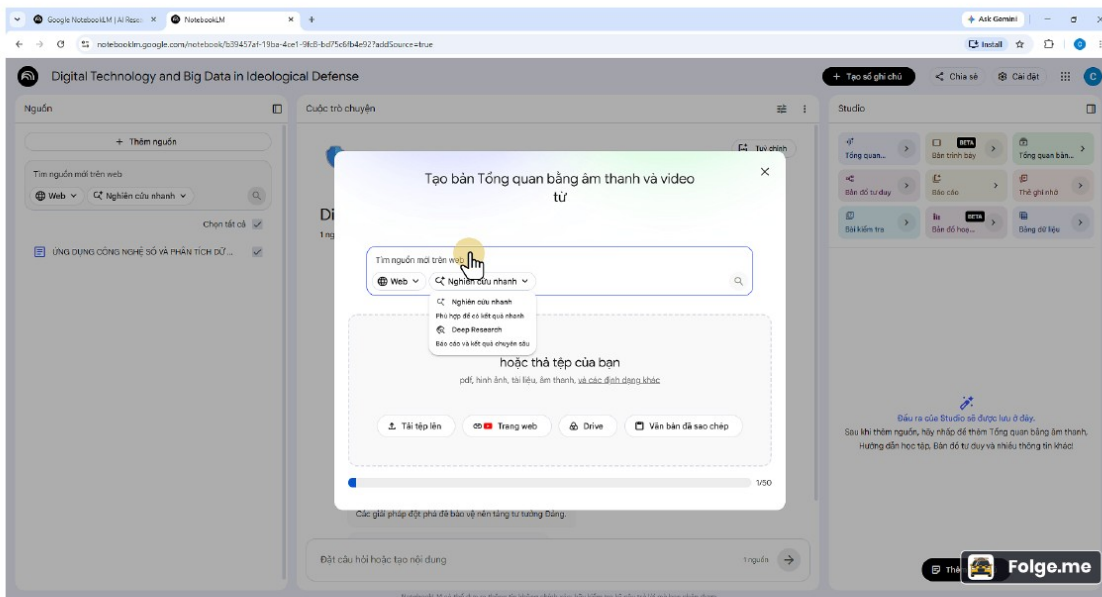 Google NotebookLM | AI Resea
NotebookLM
Ask Gemini
notebooklm.google.com/notebook/b39457af-19ba-4ce1-9fc8-bd75c6fb4e92?addSource=true
Install
Digital Technology and Big Data in Ideological Defense
+ Tạo sổ ghi chú
Chia sẻ
Cài đặt
C
Nguồn
Cuộc trò chuyện
Studio
+ Thêm nguồn
Tìm nguồn mới trên web
Web
Nghiên cứu nhanh
Chọn tất cả
ỨNG DỤNG CÔNG NGHỆ SỐ VÀ PHÂN TÍCH DỮ ...
Tuỳ chỉnh
Tạo bản Tổng quan bằng âm thanh và video
từ
Tìm nguồn mới trên web
Web
Nghiên cứu nhanh
Nghiên cứu nhanh
Phù hợp để có kết quả nhanh
Deep Research
Báo cáo và kết quả chuyên sâu
hoặc thả tệp của bạn
pdf, hình ảnh, tài liệu, âm thanh, và các định dạng khác
Tải tệp lên
Trang web
Drive
Văn bản đã sao chép
1/50
Các giải pháp đột phá để bảo vệ nền tảng tư tưởng Đảng.
Đặt câu hỏi hoặc tạo nội dung
1 nguồn
Tổng quan...
BETA
Bản trình bày
Tổng quan bằn...
Bản đồ tư duy
Báo cáo
Thẻ ghi nhớ
Bài kiểm tra
BETA
Bản đồ hoạ...
Bảng dữ liệu
Đầu ra của Studio sẽ được lưu ở đây.
Sau khi thêm nguồn, hãy nhấp để thêm Tổng quan bằng âm thanh,
Hướng dẫn học tập, Bản đồ tư duy và nhiều thông tin khác!
Folge.me